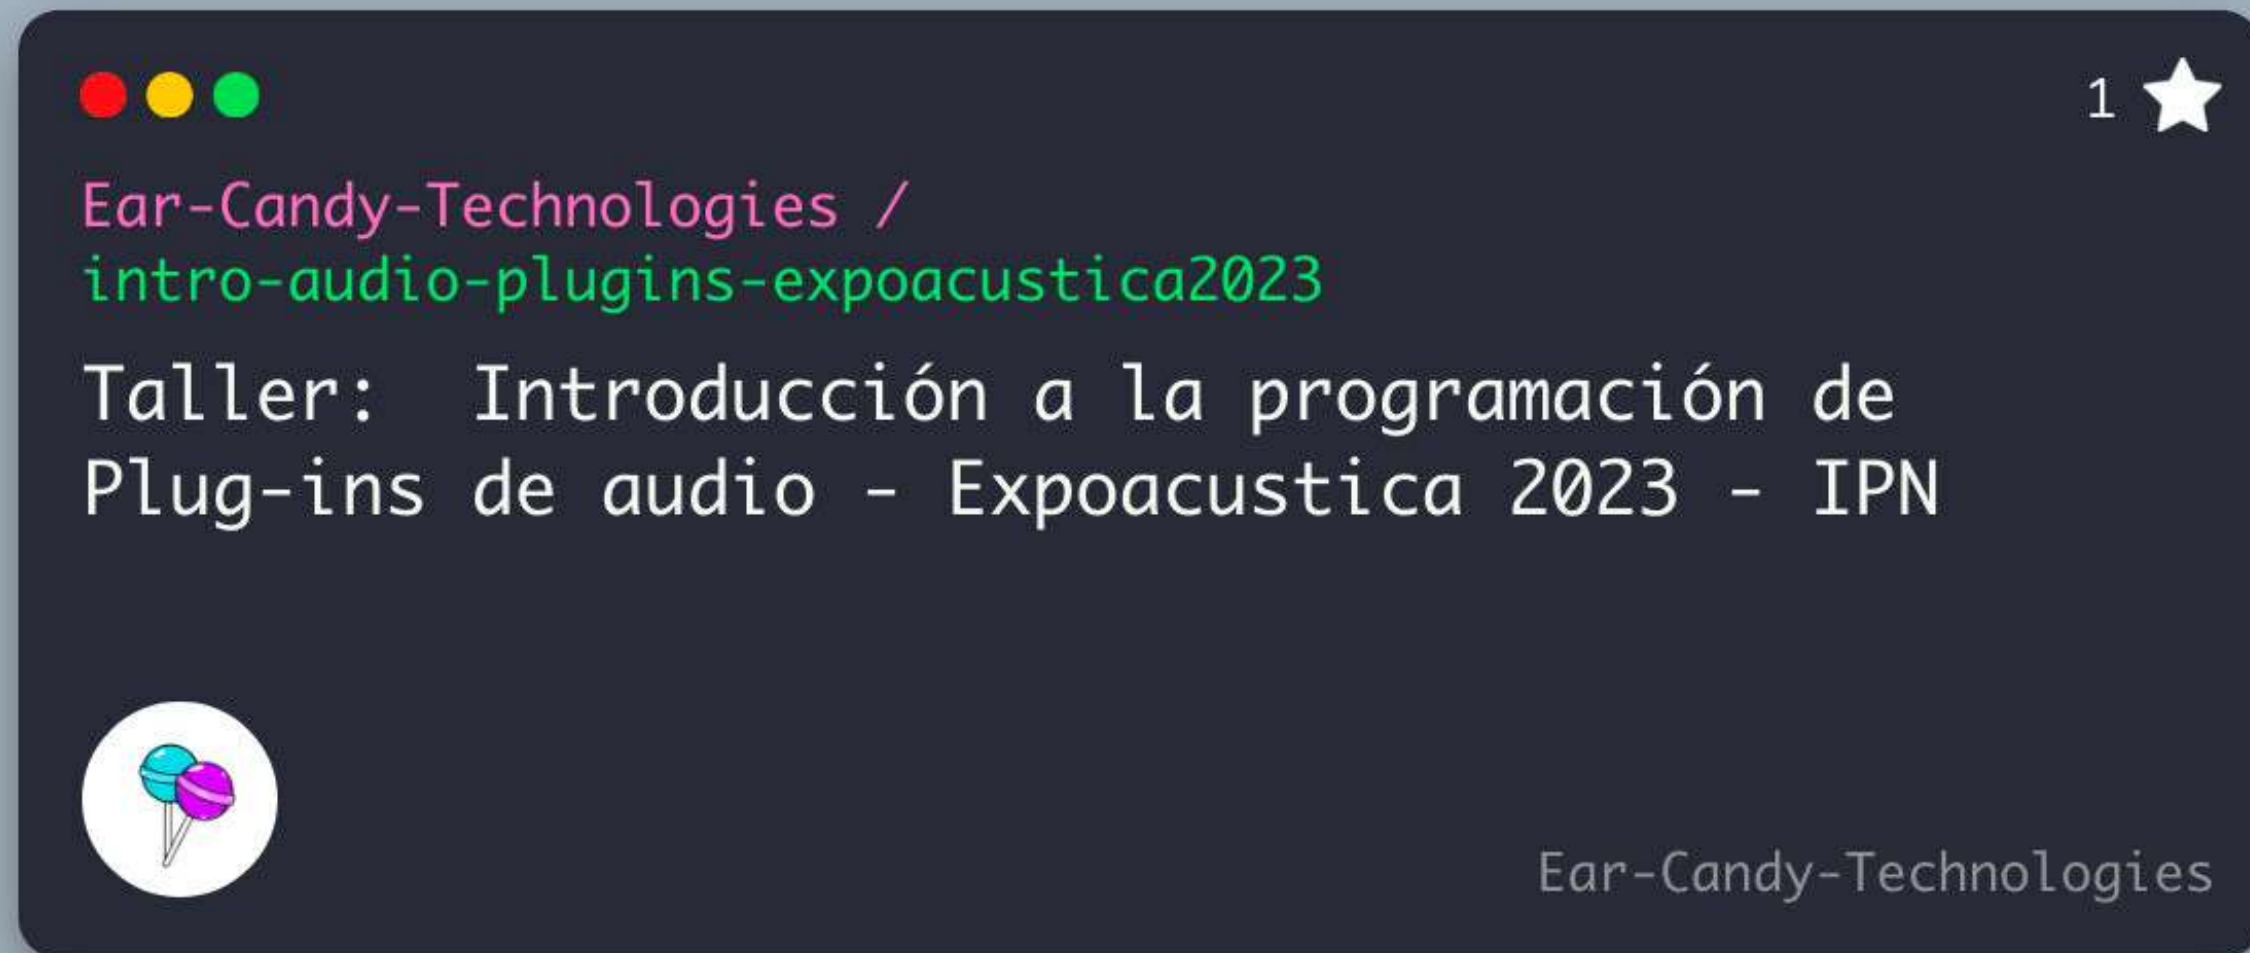 1
Ear-Candy-Technologies /
intro-audio-plugins-expoacustica2023
Taller:  Introducción a la programación de
Plug-ins de audio - Expoacustica 2023 - IPN
Ear-Candy-Technologies